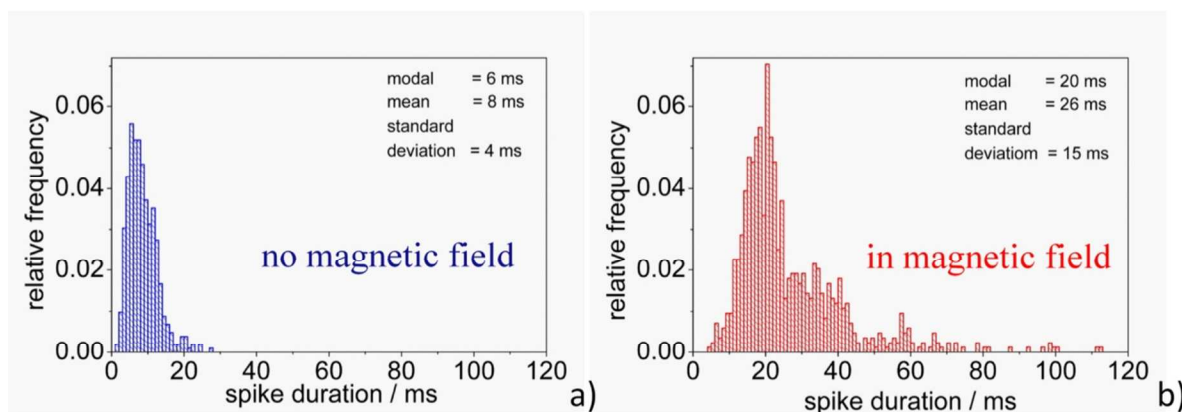 modal = 6 ms
mean = 8 ms
standard
deviation = 4 ms
no magnetic field
relative frequency
0.06
0.04
0.02
0.00
0 20 40 60 80 100 120
spike duration / ms
a)
modal = 20 ms
mean = 26 ms
standard
deviatiom = 15 ms
in magnetic field
relative frequency
0.06
0.04
0.02
0.00
0 20 40 60 80 100 120
spike duration / ms
b)